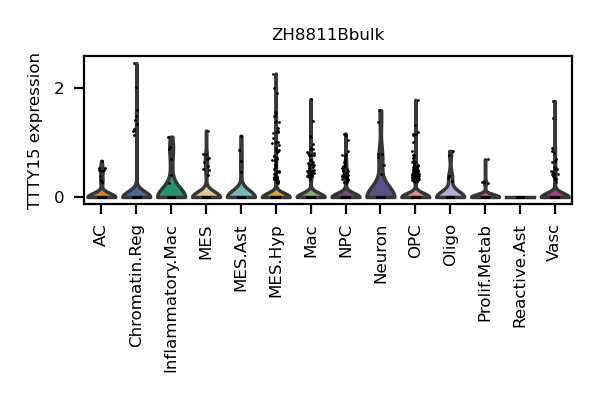 ZH8811Bbulk
TTTY15 expression
2
0
AC
Chromatin.Reg
Inflammatory.Mac
MES
MES.Ast
MES.Hyp
Mac
NPC
Neuron
OPC
Oligo
Prolif.Metab
Reactive.Ast
Vasc